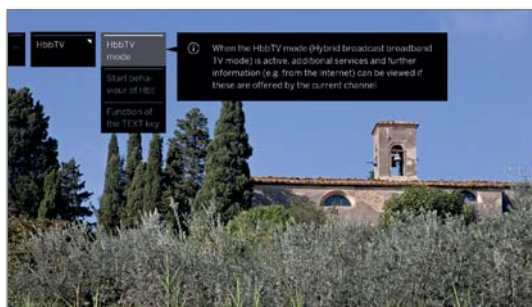 HbbTV
HbbTV
mode
Start beha-
viour of Hbb
Function of
the TEXT key
When the HbbTV mode (Hybrid broadcast broadband
TV mode) is active, additional services and further
information (e.g. from the Internet) can be viewed if
these are offered by the current channel.